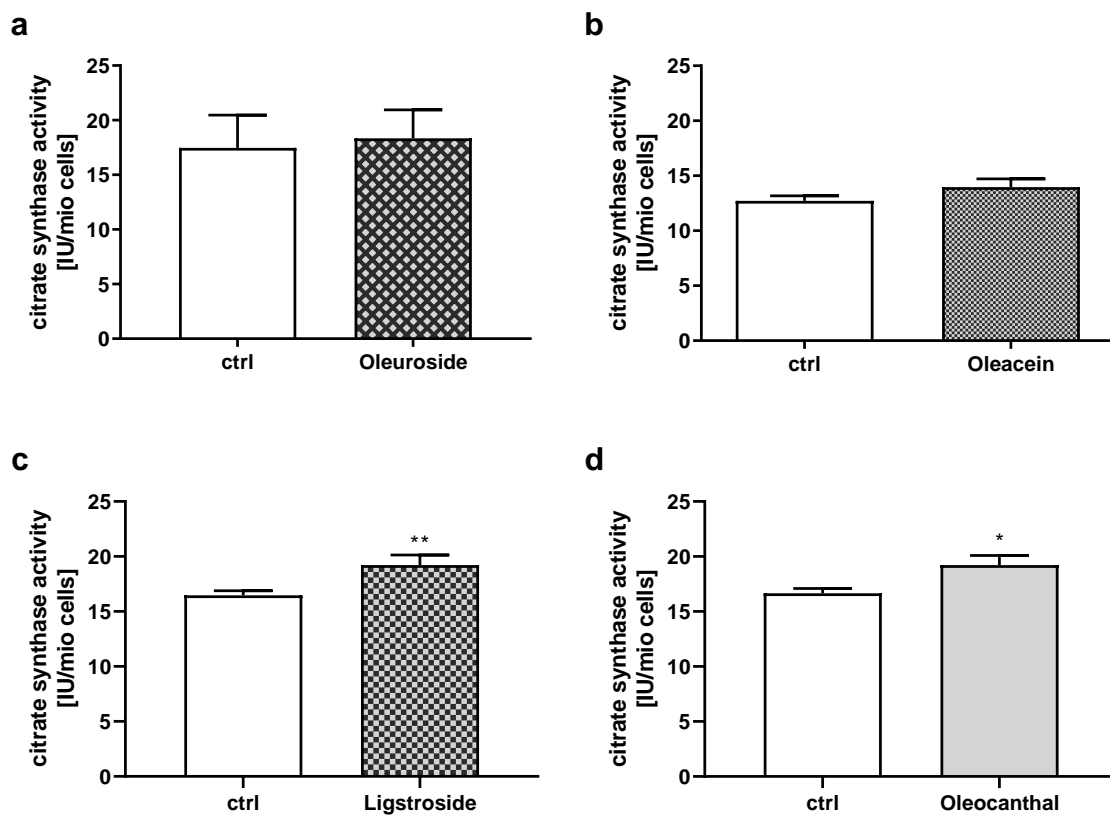 a
citrate synthase activity
[IU/mio cells]
25
20
15
10
5
0
ctrl
Oleuroside
b
citrate synthase activity
[IU/mio cells]
25
20
15
10
5
0
ctrl
Oleacein
c
citrate synthase activity
[IU/mio cells]
25
20
15
10
5
0
**
ctrl
Ligstroside
d
citrate synthase activity
[IU/mio cells]
25
20
15
10
5
0
*
ctrl
Oleocanthal